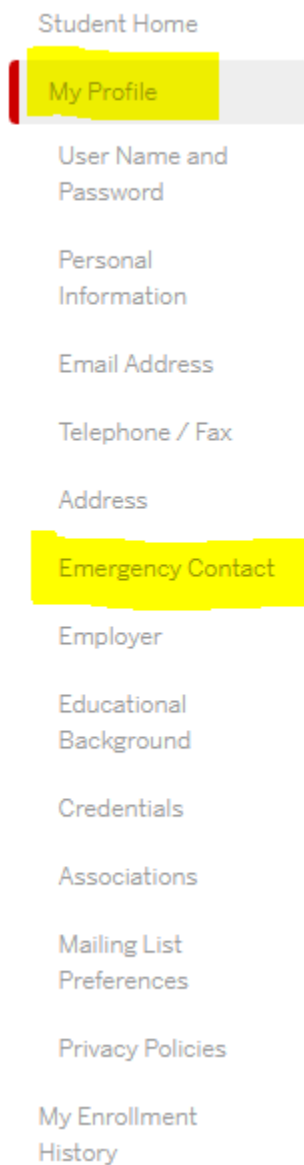 Student Home
My Profile
User Name and
Password
Personal
Information
Email Address
Telephone / Fax
Address
Emergency Contact
Employer
Educational
Background
Credentials
Associations
Mailing List
Preferences
Privacy Policies
My Enrollment
History